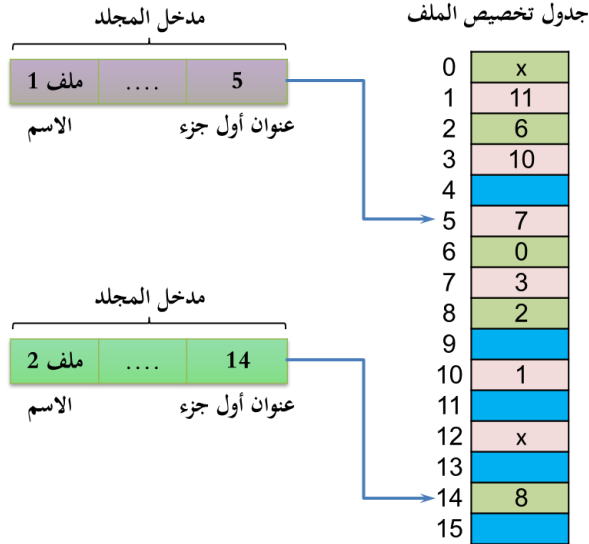 جدول تخصيص الملف
مدخل المجلد
ملف 1 .... 5
الاسم عنوان أول جزء
مدخل المجلد
ملف 2 .... 14
الاسم عنوان أول جزء
0 x
1 11
2 6
3 10
4
5 7
6 0
7 3
8 2
9
10 1
11
12 x
13
14 8
15